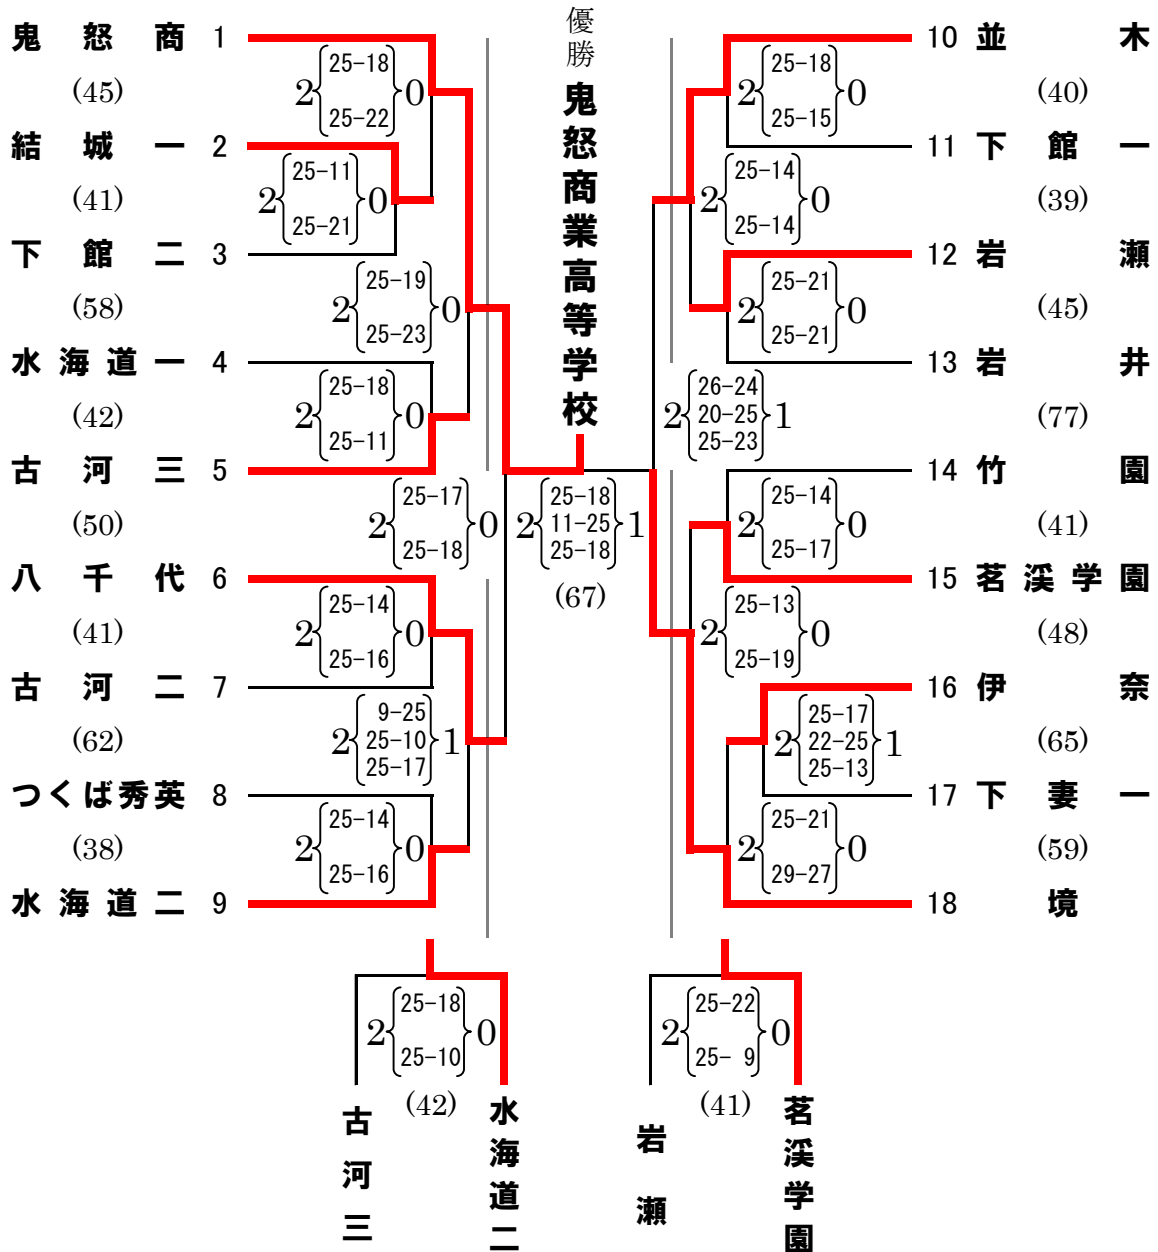 鬼怒商 1
(45)
結城一 2
(41)
下館二 3
(58)
水海道一 4
(42)
古河三 5
(50)
八千代 6
(41)
古河二 7
(62)
つくば秀英 8
(38)
水海道二 9
2 25-18 0
25-22
2 25-11 0
25-21
2 25-19 0
25-23
2 25-18 0
25-11
2 25-17 0
25-18
2 25-14 0
25-16
2 9-25 1
25-10
25-17
2 25-14 0
25-16
優勝
鬼怒商業高等学校
2 25-18 1
11-25
25-18
(67)
10 並木
(40)
11 下館一
(39)
12 岩瀬
(45)
13 岩井
(77)
14 竹園
(41)
15 茗渓学園
(48)
16 伊奈
(65)
17 下妻一
(59)
18 境
2 25-18 0
25-15
2 25-14 0
25-14
2 25-21 0
25-21
2 26-24 1
20-25
25-23
2 25-14 0
25-17
2 25-13 0
25-19
2 25-17 1
22-25
25-13
2 25-21 0
29-27
2 25-18 0
25-10
(42)
古河三
水海道二
2 25-22 0
25- 9
(41)
岩瀬
茗渓学園